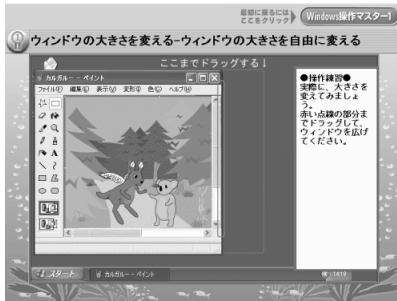 最初に戻るには
ここをクリック
Windows操作マスター1
ウィンドウの大きさを変える-ウィンドウの大きさを自由に変える
ここまでドラッグする↓
カルガルー - ペイント
ファイル(F) 編集(E) 表示(V) 変形(I) 色(C) ヘルプ(H)
●操作練習●
実際に、大きさを
変えてみましょ
う。
赤い点線の部分ま
でドラッグして、
ウィンドウを広げ
てください。
スタート
カルガルー - ペイント
14:19